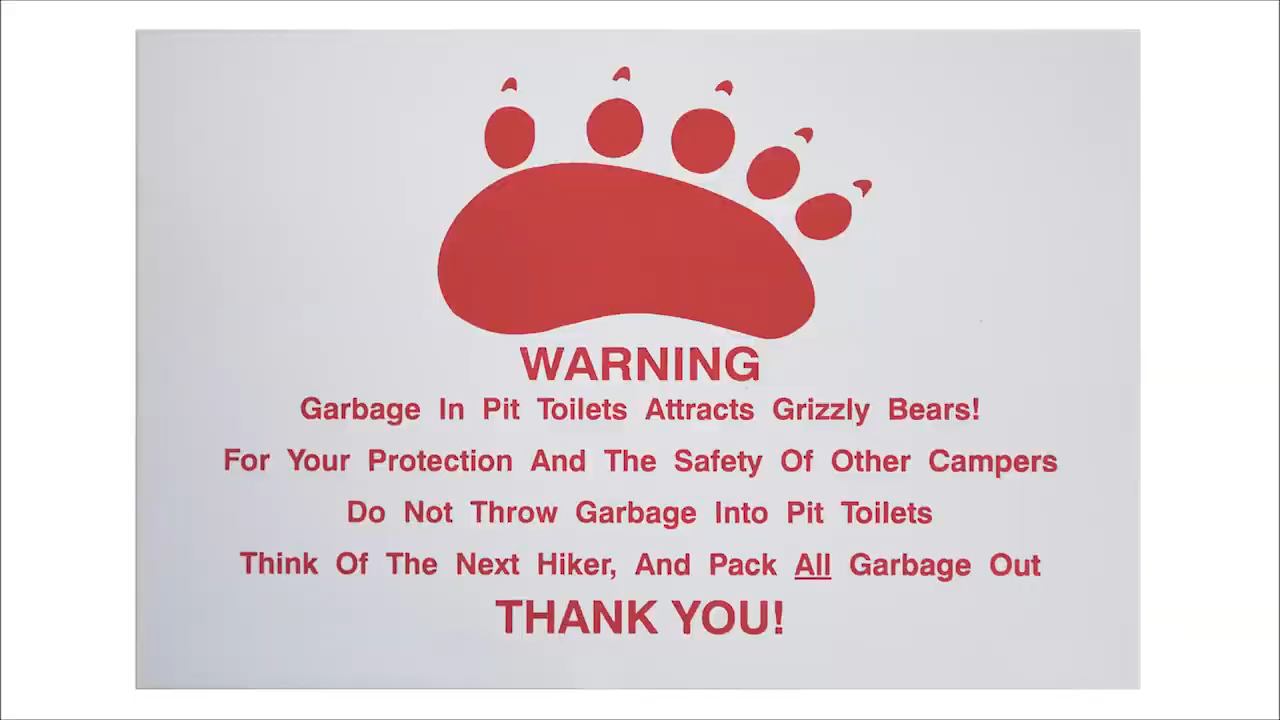 WARNING
Garbage In Pit Toilets Attracts Grizzly Bears!
For Your Protection And The Safety Of Other Campers
Do Not Throw Garbage Into Pit Toilets
Think Of The Next Hiker, And Pack All Garbage Out
THANK YOU!